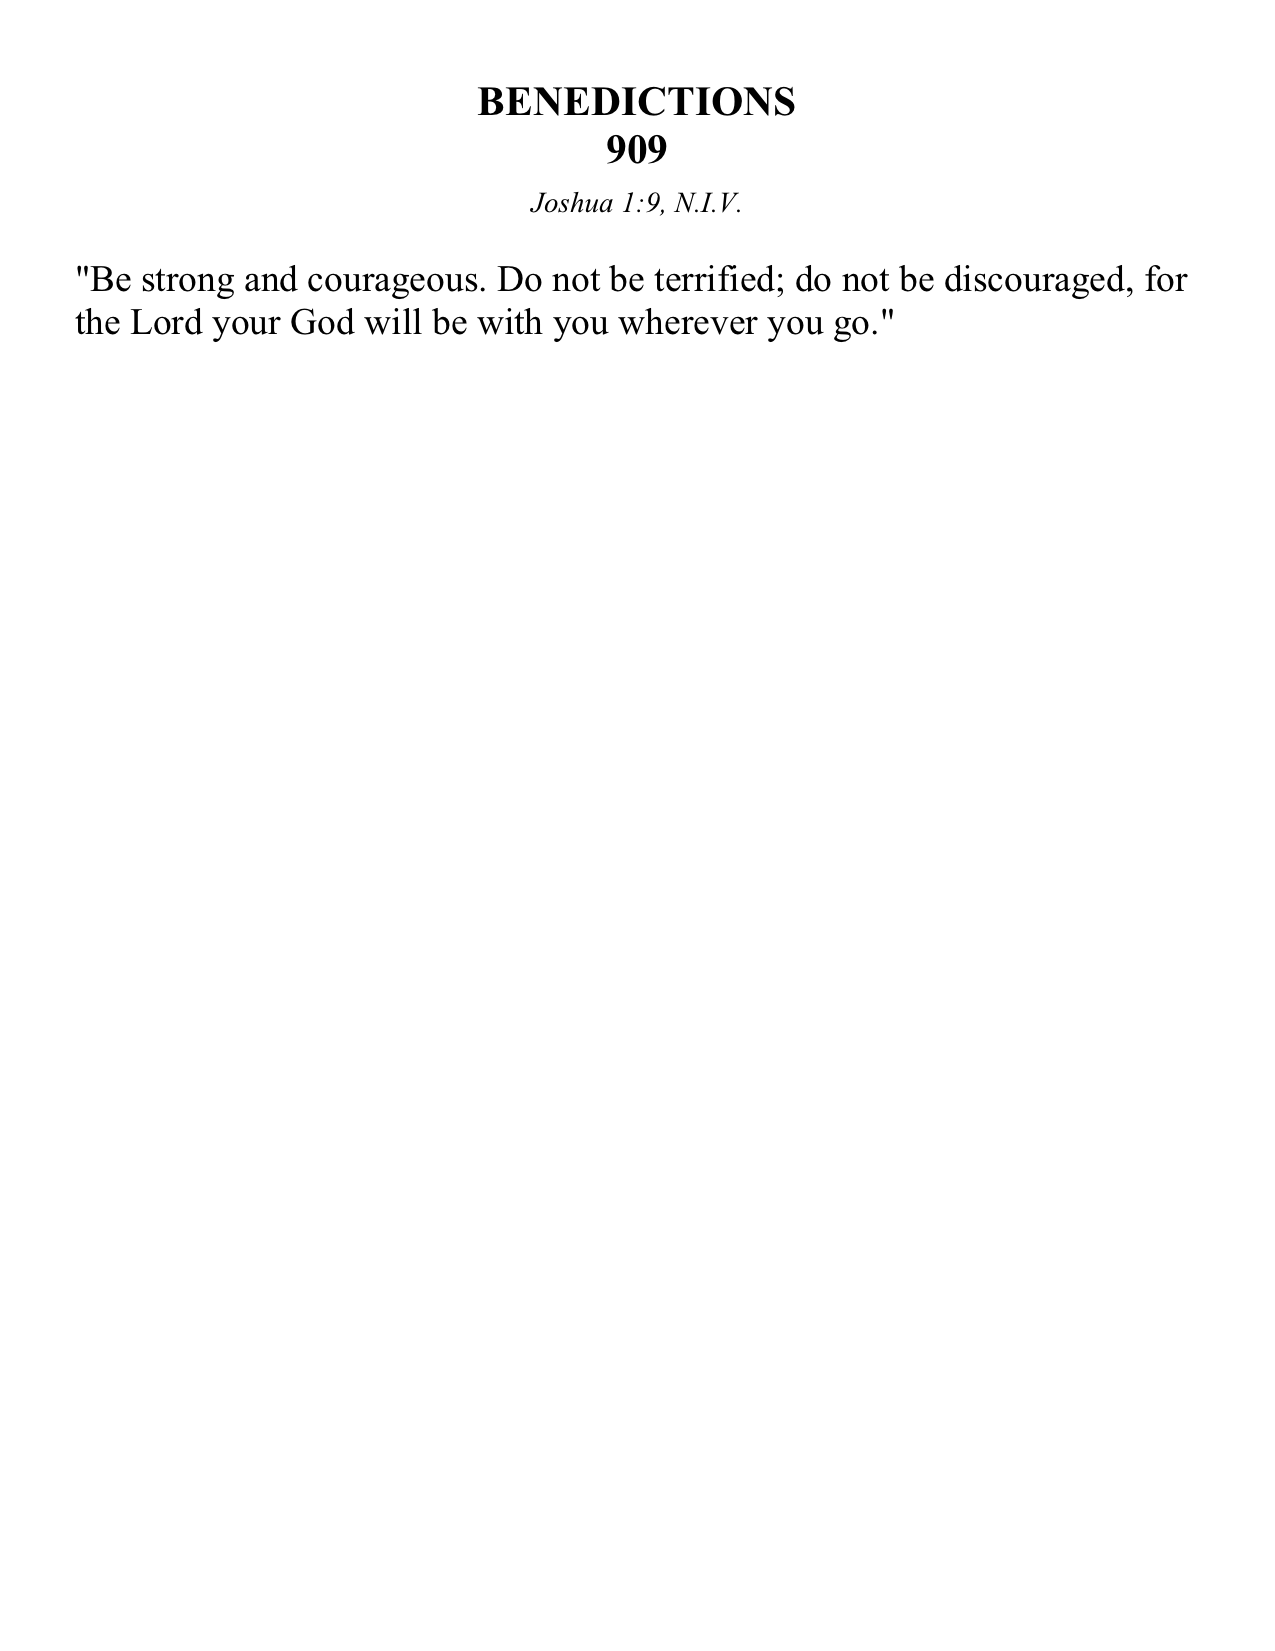 BENEDICTIONS
909
Joshua 1:9, N.I.V.
"Be strong and courageous. Do not be terrified; do not be discouraged, for
the Lord your God will be with you wherever you go."